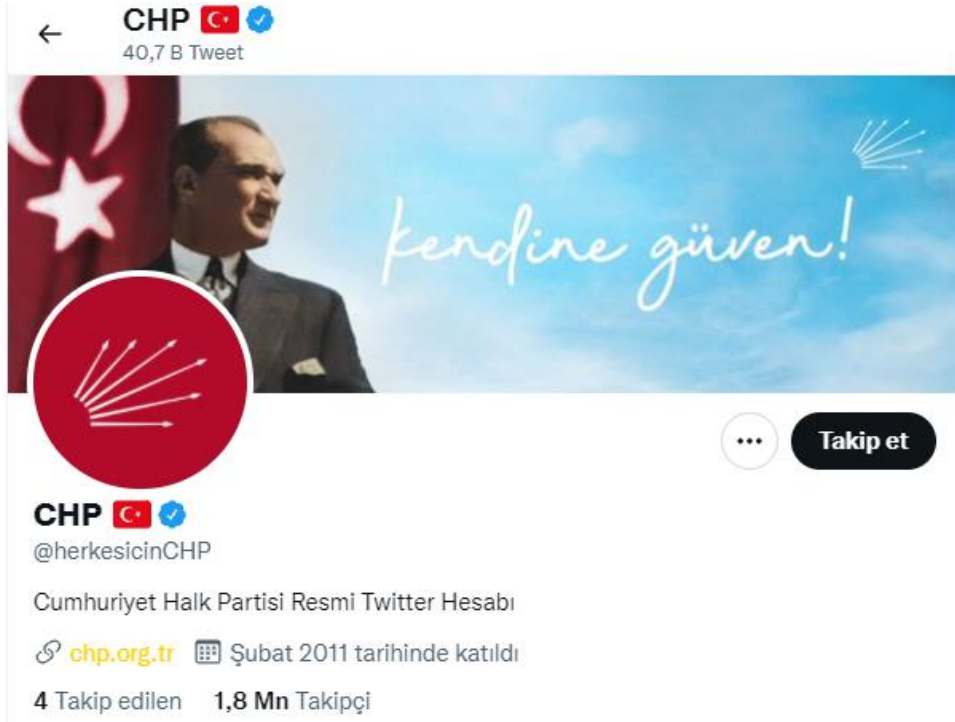 CHP
40,7 B Tweet
kendine güven!
Takip et
CHP
@herkesicinCHP
Cumhuriyet Halk Partisi Resmi Twitter Hesabı
chp.org.tr Şubat 2011 tarihinde katıldı
4 Takip edilen 1,8 Mn Takipçi